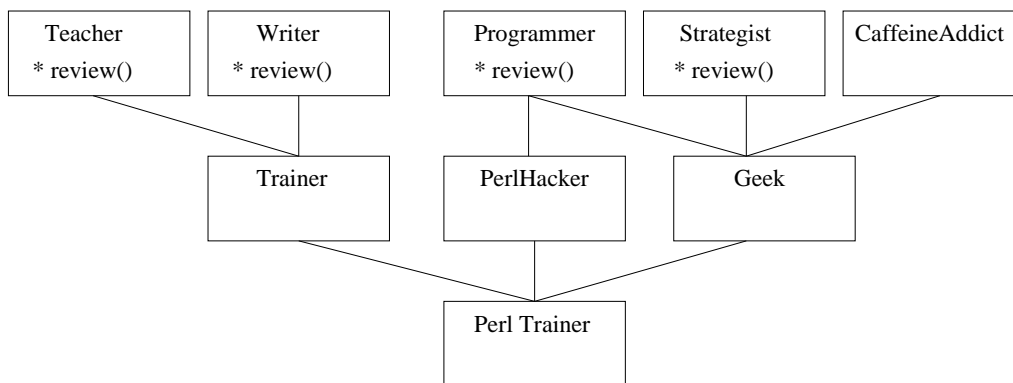 Teacher
* review()
Writer
* review()
Programmer
* review()
Strategist
* review()
CaffeineAddict
Trainer
PerlHacker
Geek
Perl Trainer